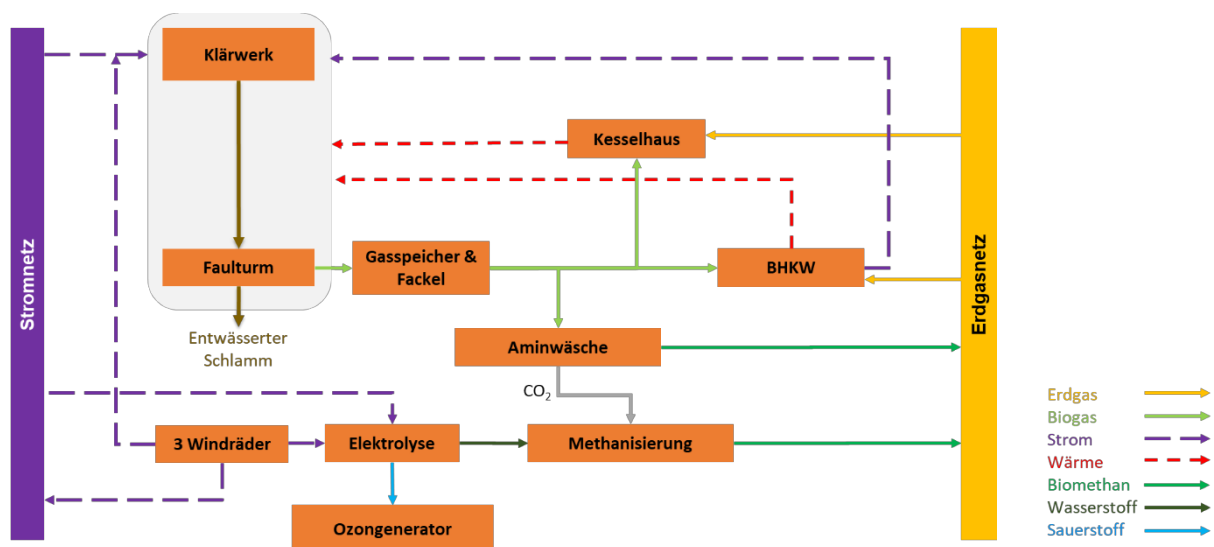 Stromnetz
Klärwerk
Kesselhaus
Faulturm
Gasspeicher &
Fackel
BHKW
Entwässerter
Schlamm
Aminwäsche
CO₂
3 Windräder
Elektrolyse
Methanisierung
Ozongenerator
Erdgasnetz
Erdgas
Biogas
Strom
Wärme
Biomethan
Wasserstoff
Sauerstoff